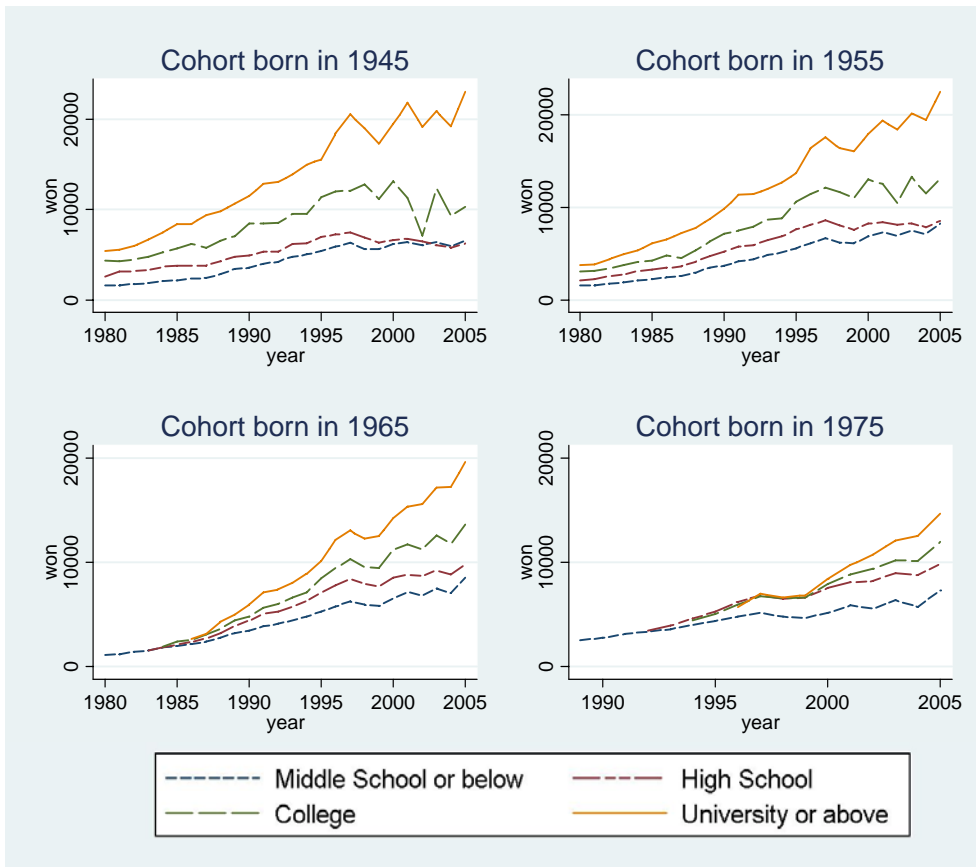 Cohort born in 1945
won
20000
10000
0
1980 1985 1990 1995 2000 2005
year
Cohort born in 1955
won
20000
10000
0
1980 1985 1990 1995 2000 2005
year
Cohort born in 1965
won
20000
10000
0
1980 1985 1990 1995 2000 2005
year
Cohort born in 1975
won
20000
10000
0
1990 1995 2000 2005
year
Middle School or below High School
College University or above